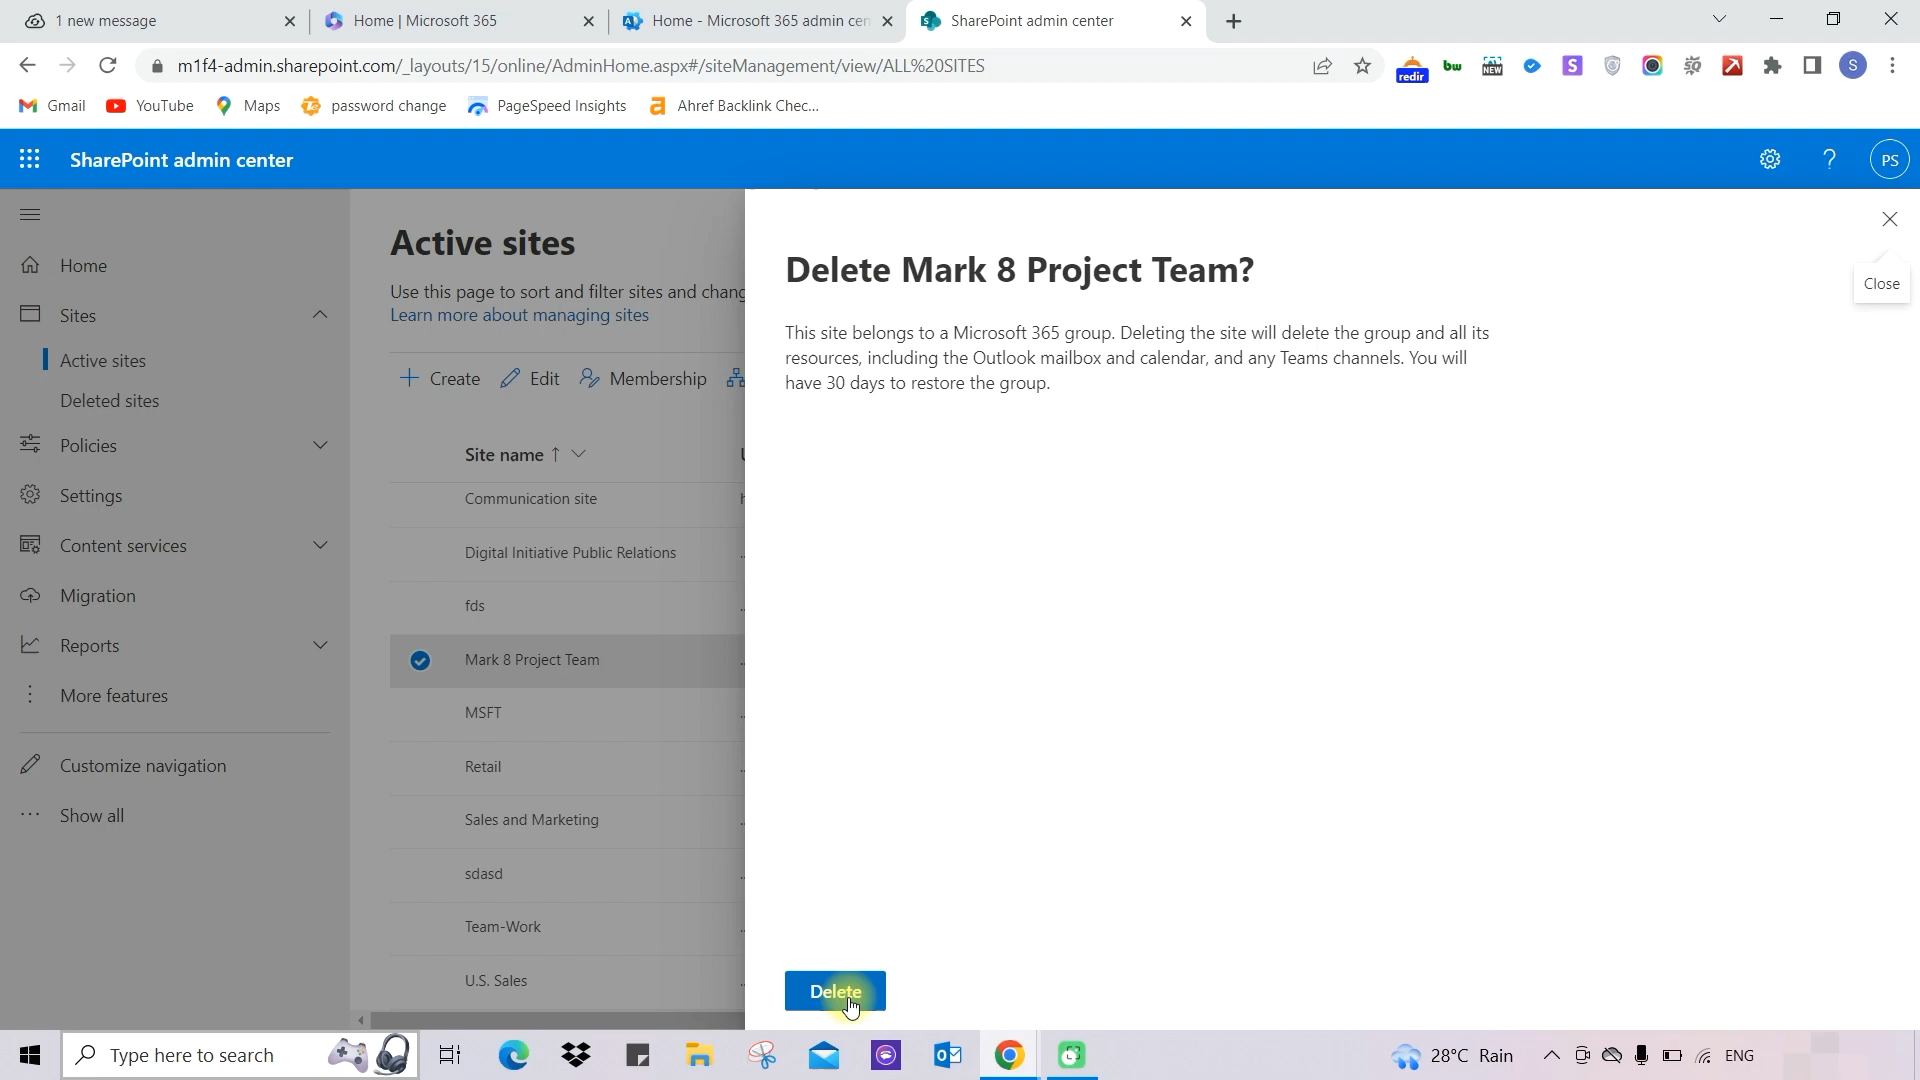 1 new message
Home | Microsoft 365
Home - Microsoft 365 admin cen
SharePoint admin center
m1f4-admin.sharepoint.com/_layouts/15/online/AdminHome.aspx#/siteManagement/view/ALL%20SITES
redir
bw
NEW
S
S
Gmail
YouTube
Maps
password change
PageSpeed Insights
Ahref Backlink Chec...
SharePoint admin center
?
PS
Home
Sites
Active sites
Deleted sites
Policies
Settings
Content services
Migration
Reports
More features
Customize navigation
Show all
Active sites
Use this page to sort and filter sites and chang
Learn more about managing sites
Create
Edit
Membership
Site name
Communication site
Digital Initiative Public Relations
fds
Mark 8 Project Team
MSFT
Retail
Sales and Marketing
sdasd
Team-Work
U.S. Sales
Close
Delete Mark 8 Project Team?
This site belongs to a Microsoft 365 group. Deleting the site will delete the group and all its
resources, including the Outlook mailbox and calendar, and any Teams channels. You will
have 30 days to restore the group.
Delete
Type here to search
28°C Rain
ENG